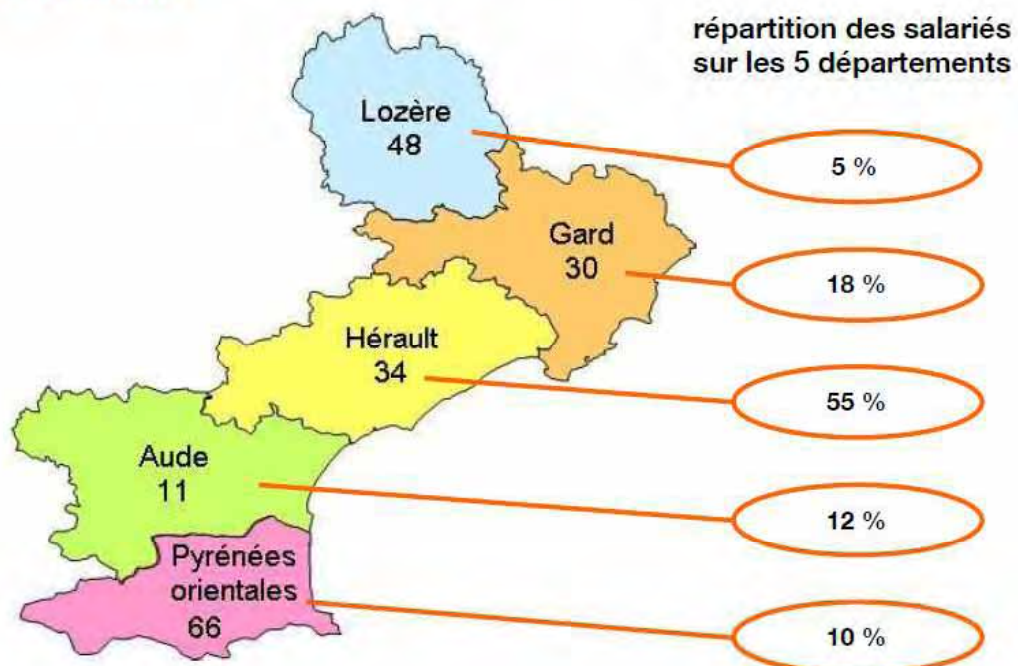 répartition des salariés
sur les 5 départements
Lozère
48
5 %
Gard
30
18 %
Hérault
34
55 %
Aude
11
12 %
Pyrénées
orientales
66
10 %